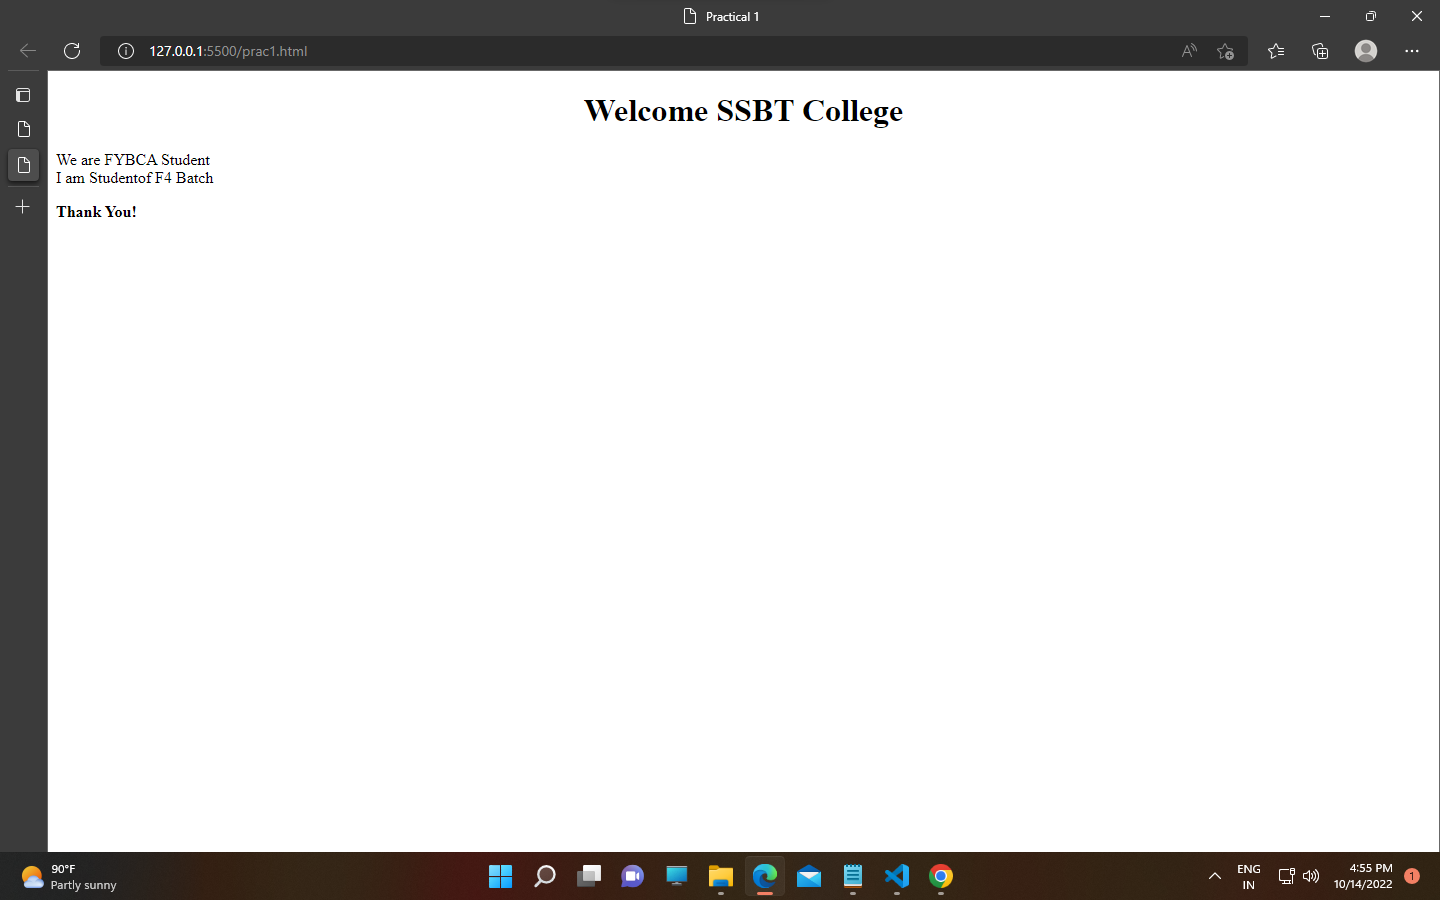 Practical 1
127.0.0.1:5500/prac1.html
Welcome SSBT College
We are FYBCA Student
I am Studentof F4 Batch
Thank You!
90°F
Partly sunny
ENG
IN
4:55 PM
10/14/2022
1